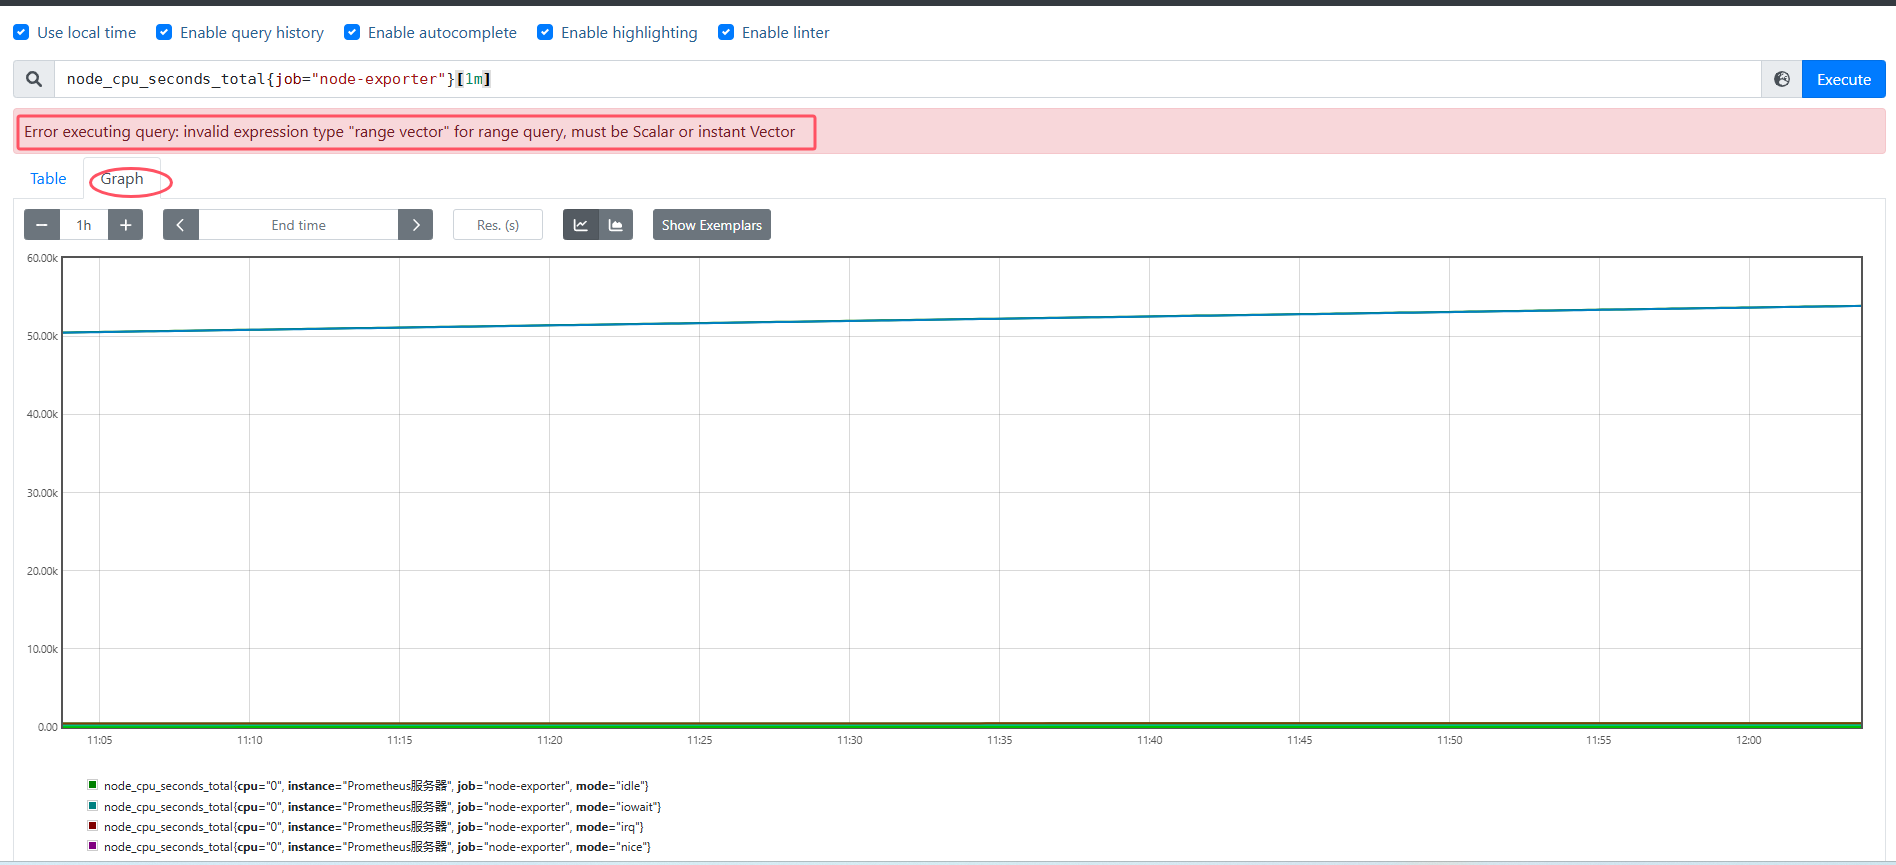 Use local time Enable query history Enable autocomplete Enable highlighting Enable linter
node_cpu_seconds_total{job="node-exporter"}[1m] Execute
Error executing query: invalid expression type "range vector" for range query, must be Scalar or instant Vector
Table Graph
1h End time Res. (s) Show Exemplars
60.00k
50.00k
40.00k
30.00k
20.00k
10.00k
0.00
11:05 11:10 11:15 11:20 11:25 11:30 11:35 11:40 11:45 11:50 11:55 12:00
node_cpu_seconds_total{cpu="0", instance="Prometheus服务器", job="node-exporter", mode="idle"}
node_cpu_seconds_total{cpu="0", instance="Prometheus服务器", job="node-exporter", mode="iowait"}
node_cpu_seconds_total{cpu="0", instance="Prometheus服务器", job="node-exporter", mode="irq"}
node_cpu_seconds_total{cpu="0", instance="Prometheus服务器", job="node-exporter", mode="nice"}